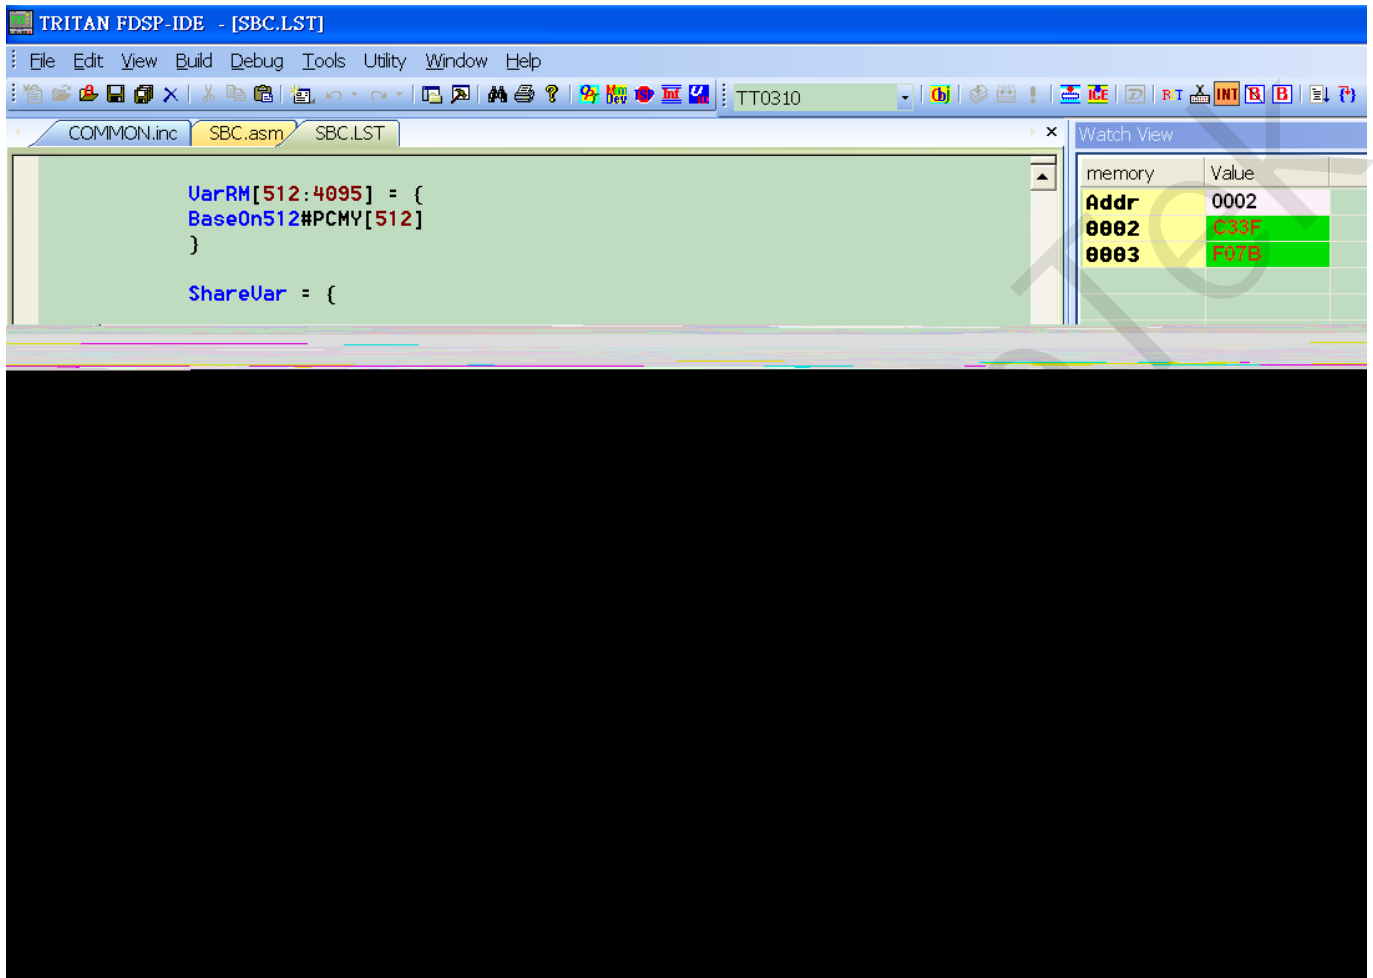 TRITAN FDSP-IDE - [SBC.LST]
File Edit View Build Debug Tools Utility Window Help
TT0310
COMMON.inc SBC.asm SBC.LST
VarRM[512:4095] = {
BaseOn512#PCMY[512]
}
ShareVar = {
Watch View
memory Value
Addr 0002
0002 C33F
0003 F07B